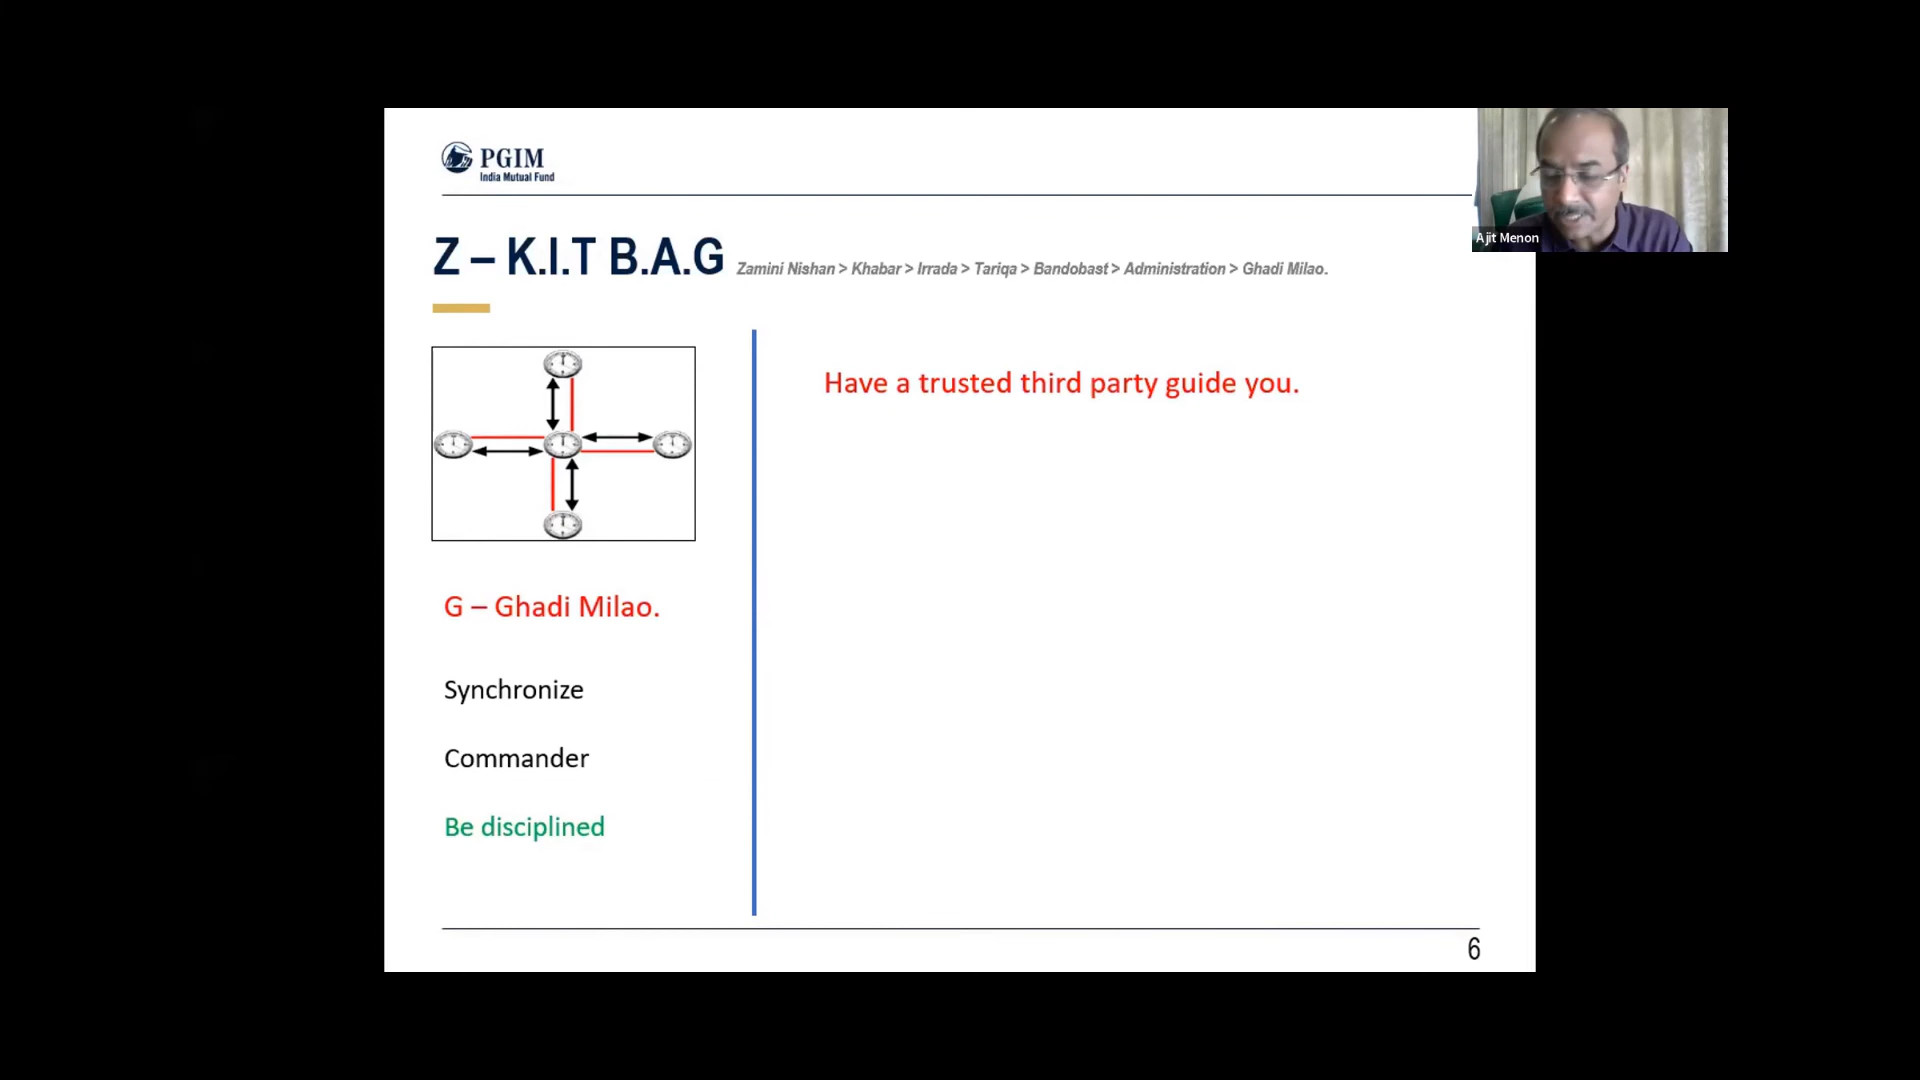 PGIM
India Mutual Fund
Ajit Menon
Z – K.I.T B.A.G Zamini Nishan > Khabar > Irrada > Tariqa > Bandobast > Administration > Ghadi Milao.
Have a trusted third party guide you.
G – Ghadi Milao.
Synchronize
Commander
Be disciplined
6